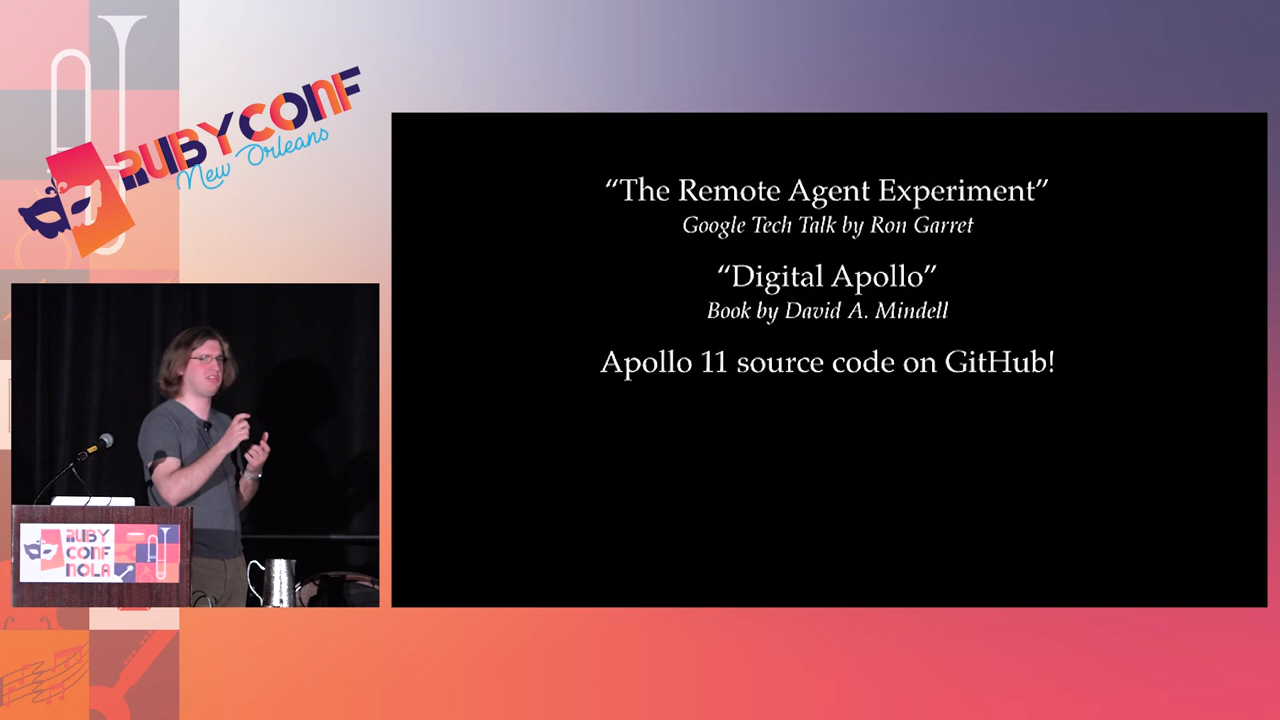 RUBYCONF
New Orleans
“The Remote Agent Experiment”
Google Tech Talk by Ron Garret
“Digital Apollo”
Book by David A. Mindell
Apollo 11 source code on GitHub!
RUBY
CONF
NOLA